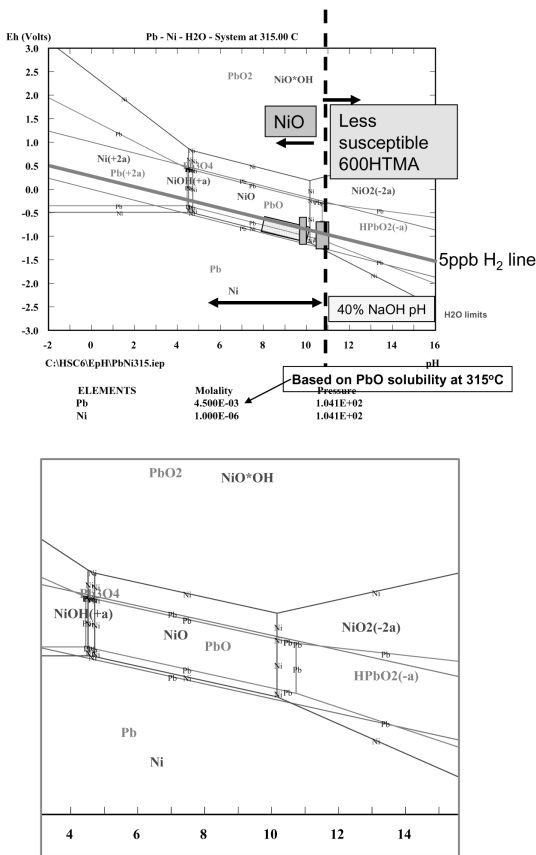 Eh (Volts) Pb - Ni - H2O - System at 315.00 C
3.0
2.5
2.0
1.5
1.0
0.5
0.0
-0.5
-1.0
-1.5
-2.0
-2.5
-3.0
PbO2
NiO*OH
NiO
Less
susceptible
600HTMA
Ni(+2a)
Pb(+2a)
Pb3O4
NiOH(+a)
NiO
PbO
NiO2(-2a)
HPbO2(-a)
5ppb H2 line
Pb
Ni
40% NaOH pH
H2O limits
-2 0 2 4 6 8 10 12 14 16
C:\HSC6\EpH\PbNi315.iep pH
Based on PbO solubility at 315°C
ELEMENTS Molality Pressure
Pb 4.500E-03 1.041E+02
Ni 1.000E-06 1.041E+02
PbO2
NiO*OH
Pb3O4
NiOH(+a)
NiO
PbO
NiO2(-2a)
HPbO2(-a)
Pb
Ni
4 6 8 10 12 14